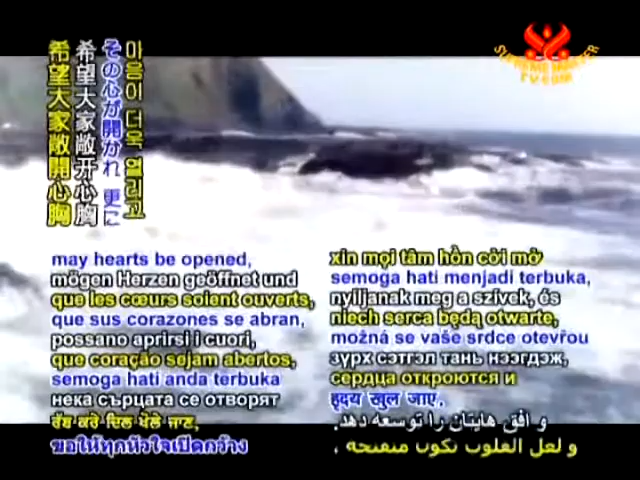 希望大家敞開心胸
希望大家敞开心胸
その心が開かれ 更に
마음이 더욱 열리고
SUPREME MASTER
TV.COM
may hearts be opened,
mögen Herzen geöffnet und
que les cœurs soient ouverts,
que sus corazones se abran,
possano aprirsi i cuori,
que coração sejam abertos,
semoga hati anda terbuka
нека сърцата се отворят
ਰੱਬ ਕਰੇ ਦਿਲ ਖੋਲੇ ਜਾਣ,
ขอให้ทุกหัวใจเปิดกว้าง
xin mọi tâm hồn cởi mở
semoga hati menjadi terbuka,
nyíljanak meg a szívek, és
niech serca będą otwarte,
možná se vaše srdce otevřou
зүрх сэтгэл тань нээгдэж,
сердца откроются и
हृदय खुल जाए,
و افق هایتان را توسعه دهد.
و لعل القلوب تكون منفتحة ،